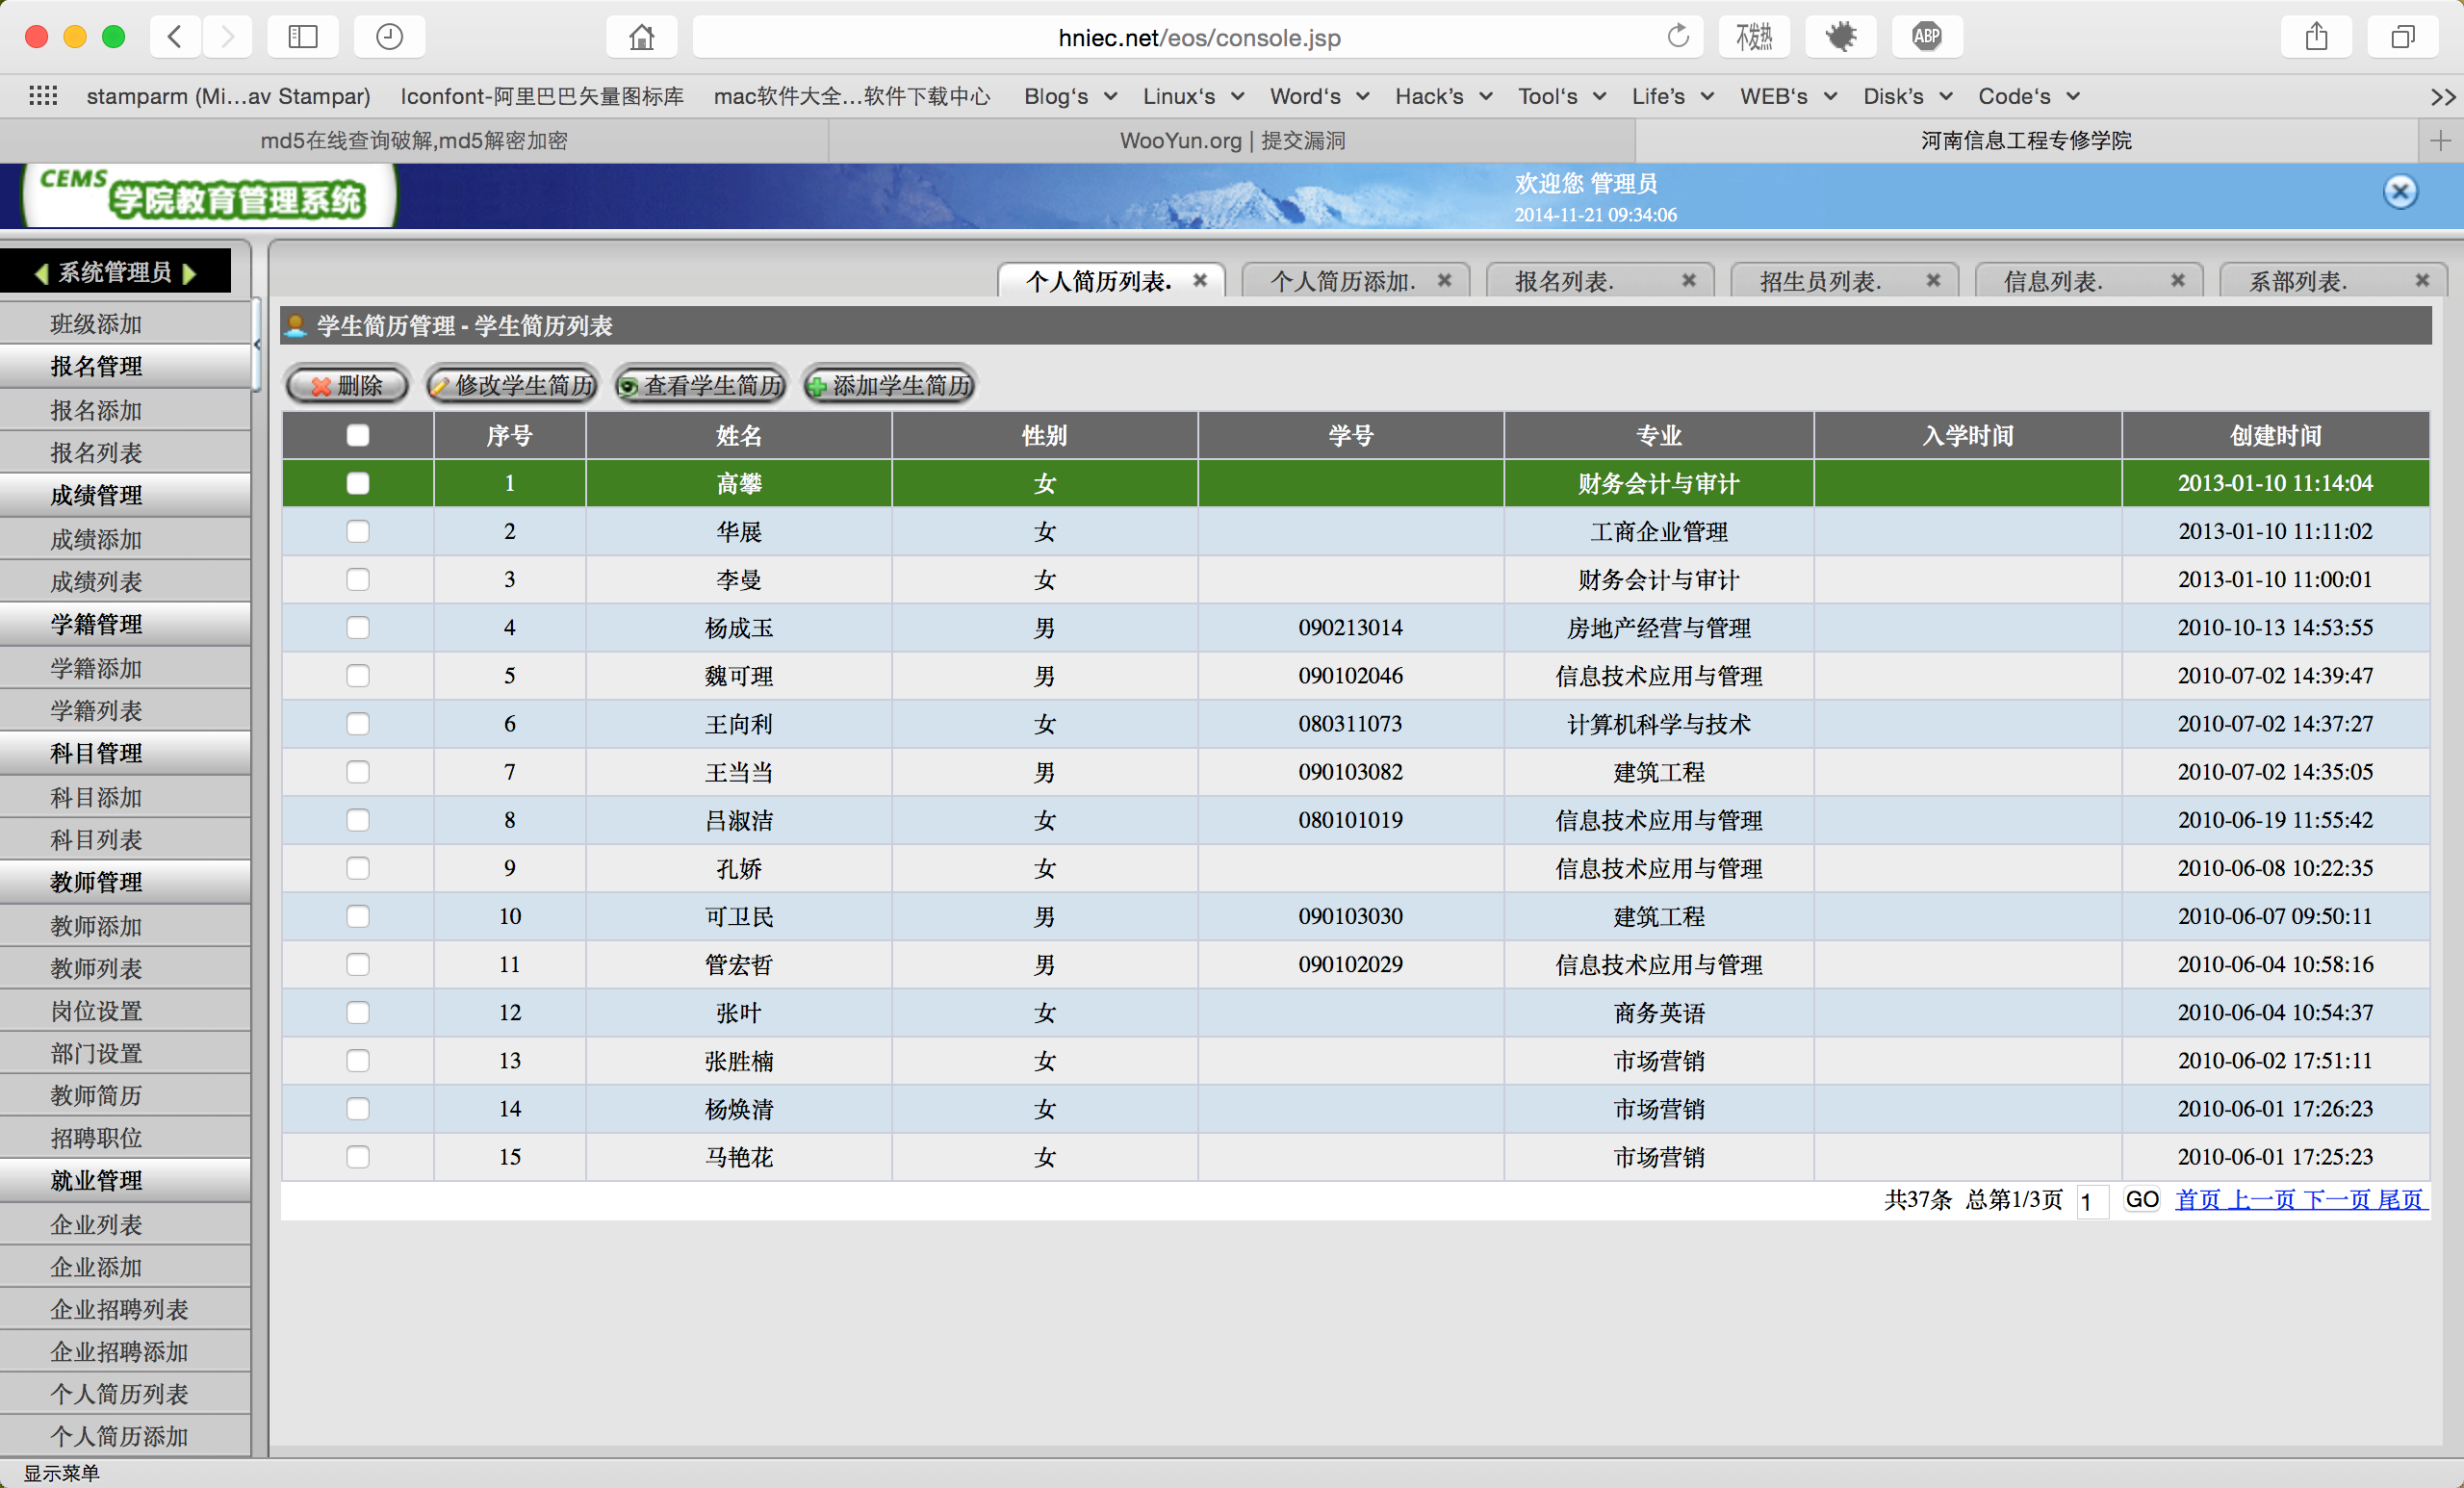 hniec.net/eos/console.jsp 不发热 ABP
stamparm (Mi...av Stampar) Iconfont-阿里巴巴矢量图标库 mac软件大全...软件下载中心 Blog‘s Linux‘s Word‘s Hack’s Tool‘s Life’s WEB‘s Disk’s Code‘s >>
md5在线查询破解,md5解密加密 WooYun.org | 提交漏洞 河南信息工程专修学院
CEMS 学院教育管理系统
欢迎您 管理员
2014-11-21 09:34:06
系统管理员
班级添加
报名管理
报名添加
报名列表
成绩管理
成绩添加
成绩列表
学籍管理
学籍添加
学籍列表
科目管理
科目添加
科目列表
教师管理
教师添加
教师列表
岗位设置
部门设置
教师简历
招聘职位
就业管理
企业列表
企业添加
企业招聘列表
企业招聘添加
个人简历列表
个人简历添加
个人简历列表. 个人简历添加. 报名列表. 招生员列表. 信息列表. 系部列表.
学生简历管理 - 学生简历列表
删除 修改学生简历 查看学生简历 添加学生简历
序号 姓名 性别 学号 专业 入学时间 创建时间
1 高攀 女 财务会计与审计 2013-01-10 11:14:04
2 华展 女 工商企业管理 2013-01-10 11:11:02
3 李曼 女 财务会计与审计 2013-01-10 11:00:01
4 杨成玉 男 090213014 房地产经营与管理 2010-10-13 14:53:55
5 魏可理 男 090102046 信息技术应用与管理 2010-07-02 14:39:47
6 王向利 女 080311073 计算机科学与技术 2010-07-02 14:37:27
7 王当当 男 090103082 建筑工程 2010-07-02 14:35:05
8 吕淑洁 女 080101019 信息技术应用与管理 2010-06-19 11:55:42
9 孔娇 女 信息技术应用与管理 2010-06-08 10:22:35
10 可卫民 男 090103030 建筑工程 2010-06-07 09:50:11
11 管宏哲 男 090102029 信息技术应用与管理 2010-06-04 10:58:16
12 张叶 女 商务英语 2010-06-04 10:54:37
13 张胜楠 女 市场营销 2010-06-02 17:51:11
14 杨焕清 女 市场营销 2010-06-01 17:26:23
15 马艳花 女 市场营销 2010-06-01 17:25:23
共37条 总第1/3页 1 GO 首页 上一页 下一页 尾页
显示菜单